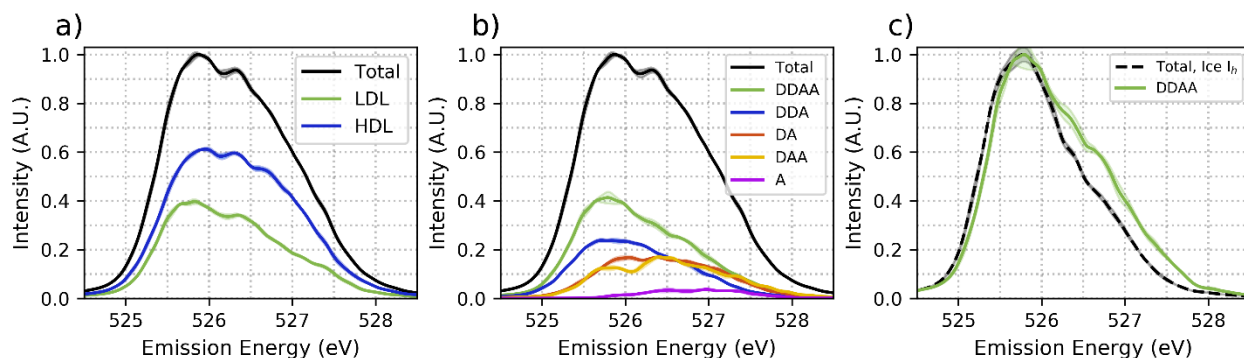 a)
1.0
0.8
0.6
0.4
0.2
0.0
Intensity (A.U.)
Total
LDL
HDL
525 526 527 528
Emission Energy (eV)
b)
1.0
0.8
0.6
0.4
0.2
0.0
Intensity (A.U.)
Total
DDAA
DDA
DA
DAA
A
525 526 527 528
Emission Energy (eV)
c)
1.0
0.8
0.6
0.4
0.2
0.0
Intensity (A.U.)
Total, Ice Iₕ
DDAA
525 526 527 528
Emission Energy (eV)